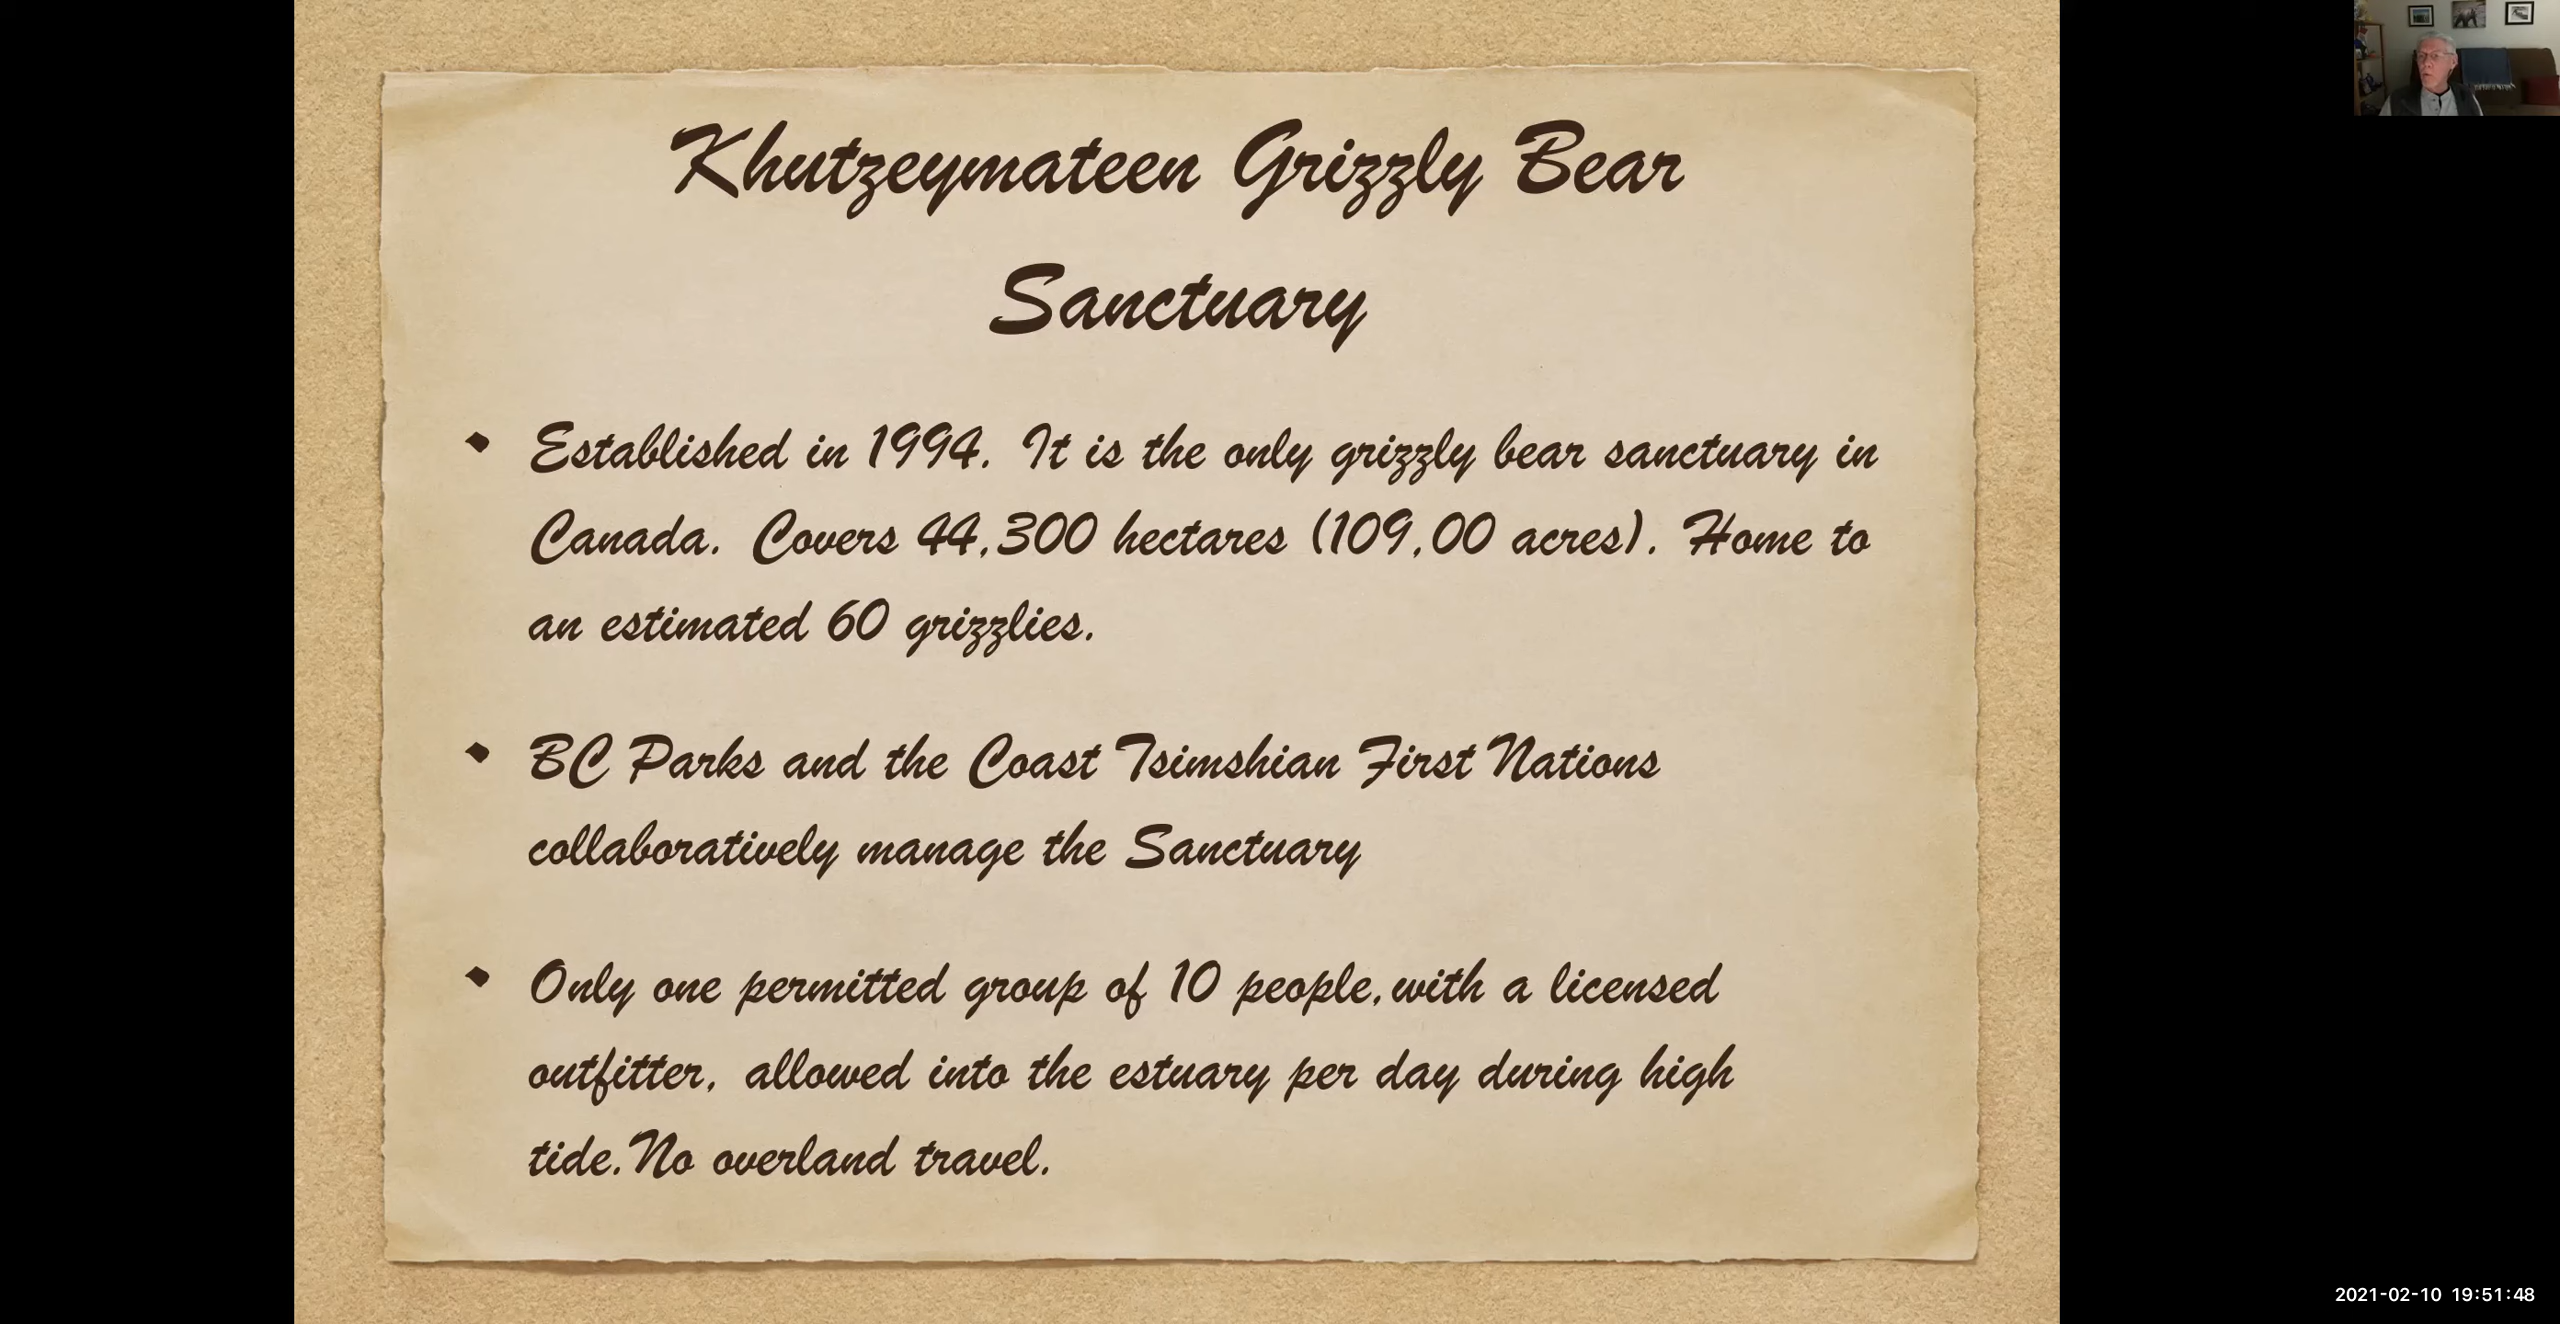 Khutzeymateen Grizzly Bear
Sanctuary
• Established in 1994. It is the only grizzly bear sanctuary in
Canada. Covers 44,300 hectares (109,00 acres). Home to
an estimated 60 grizzlies.
• BC Parks and the Coast Tsimshian First Nations
collaboratively manage the Sanctuary
• Only one permitted group of 10 people,with a licensed
outfitter, allowed into the estuary per day during high
tide.No overland travel.
2021-02-10 19:51:48